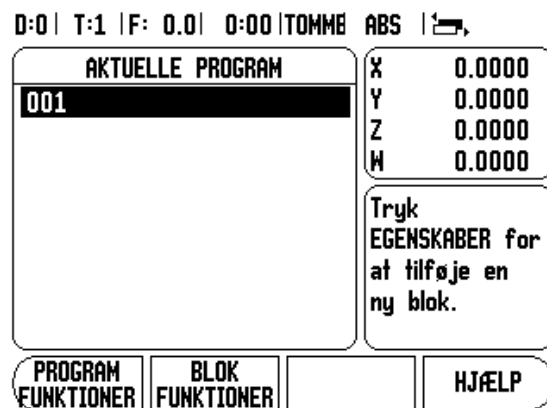 D:0 T:1 F: 0.0 0:00 TOMME ABS
AKTUELLE PROGRAM
001
X 0.0000
Y 0.0000
Z 0.0000
W 0.0000
Tryk
EGENSKABER for
at tilføje en
ny blok.
PROGRAM
FUNKTIONER
BLOK
FUNKTIONER
HJÆLP